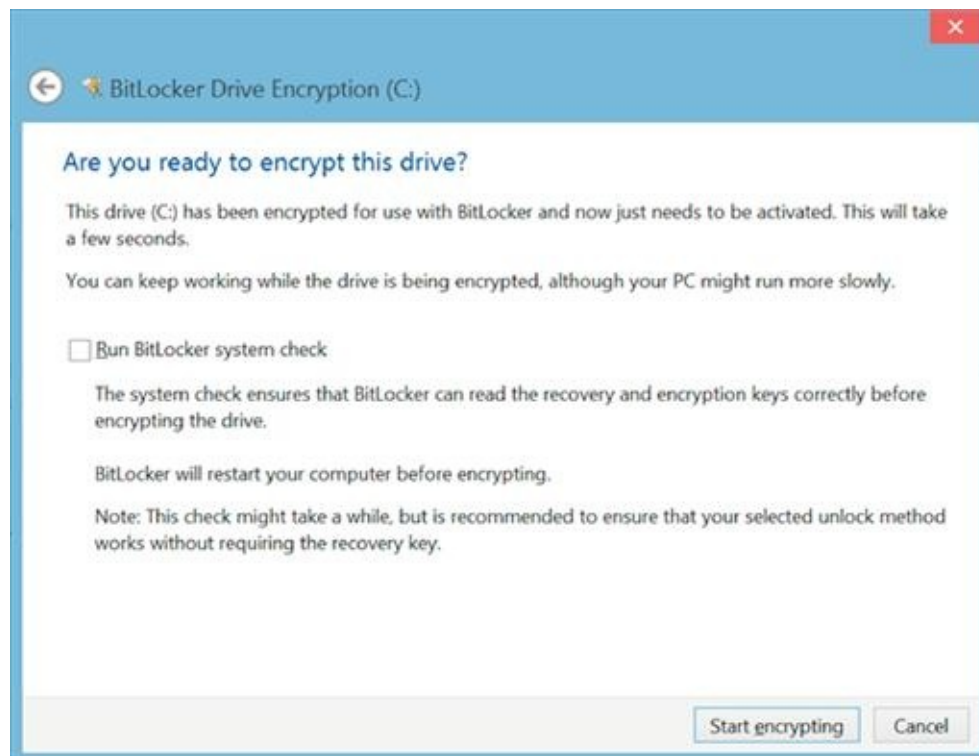 BitLocker Drive Encryption (C:)
Are you ready to encrypt this drive?
This drive (C:) has been encrypted for use with BitLocker and now just needs to be activated. This will take
a few seconds.
You can keep working while the drive is being encrypted, although your PC might run more slowly.
Run BitLocker system check
The system check ensures that BitLocker can read the recovery and encryption keys correctly before
encrypting the drive.
BitLocker will restart your computer before encrypting.
Note: This check might take a while, but is recommended to ensure that your selected unlock method
works without requiring the recovery key.
Start encrypting Cancel